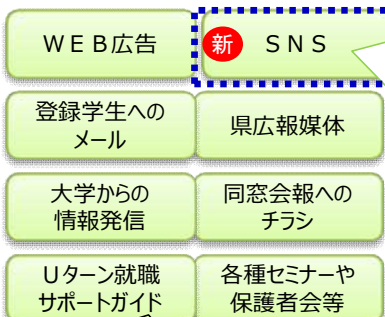 ＷＥＢ広告
新 ＳＮＳ
登録学生への
メール
県広報媒体
大学からの
情報発信
同窓会報への
チラシ
Ｕターン就職
サポートガイド
各種セミナーや
保護者会等